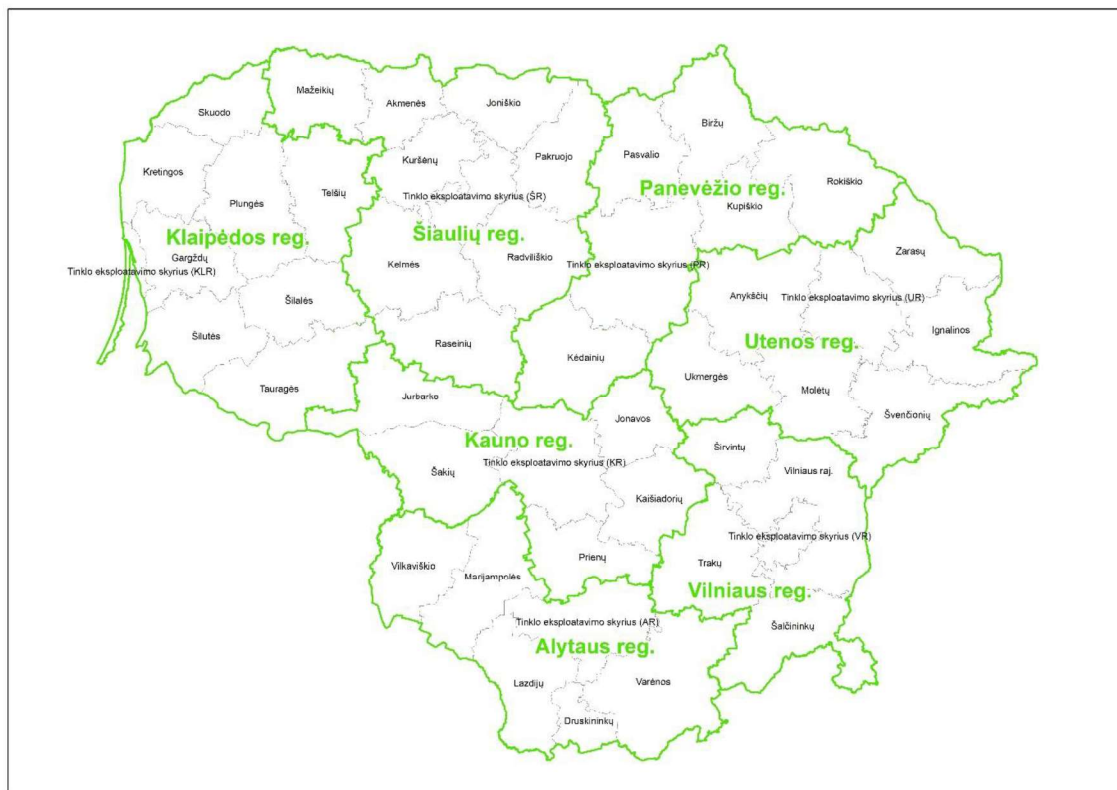 Mažeikių
Akmenės
Joniškio
Skuodo
Biržų
Kuršėnų
Pakruojo
Pasvalio
Kretingos
Telšių
Rokiškio
Panevėžio reg.
Tinklo eksploatavimo skyrius (ŠR)
Plungės
Kupiškio
Klaipėdos reg.
Šiaulių reg.
Zarasų
Gargždų
Radviliškio
Tinklo eksploatavimo skyrius (KLR)
Kelmės
Tinklo eksploatavimo skyrius (PR)
Anykščių
Tinklo eksploatavimo skyrius (UR)
Šilalės
Ignalinos
Šilutės
Raseinių
Utenos reg.
Kėdainių
Ukmergės
Tauragės
Molėtų
Jurbarko
Švenčionių
Jonavos
Kauno reg.
Širvintų
Šakių
Tinklo eksploatavimo skyrius (KR)
Vilniaus raj.
Kaišiadorių
Tinklo eksploatavimo skyrius (VR)
Prienų
Trakų
Vilkaviškio
Marijampolės
Vilniaus reg.
Tinklo eksploatavimo skyrius (AR)
Šalčininkų
Alytaus reg.
Lazdijų
Varėnos
Druskininkų